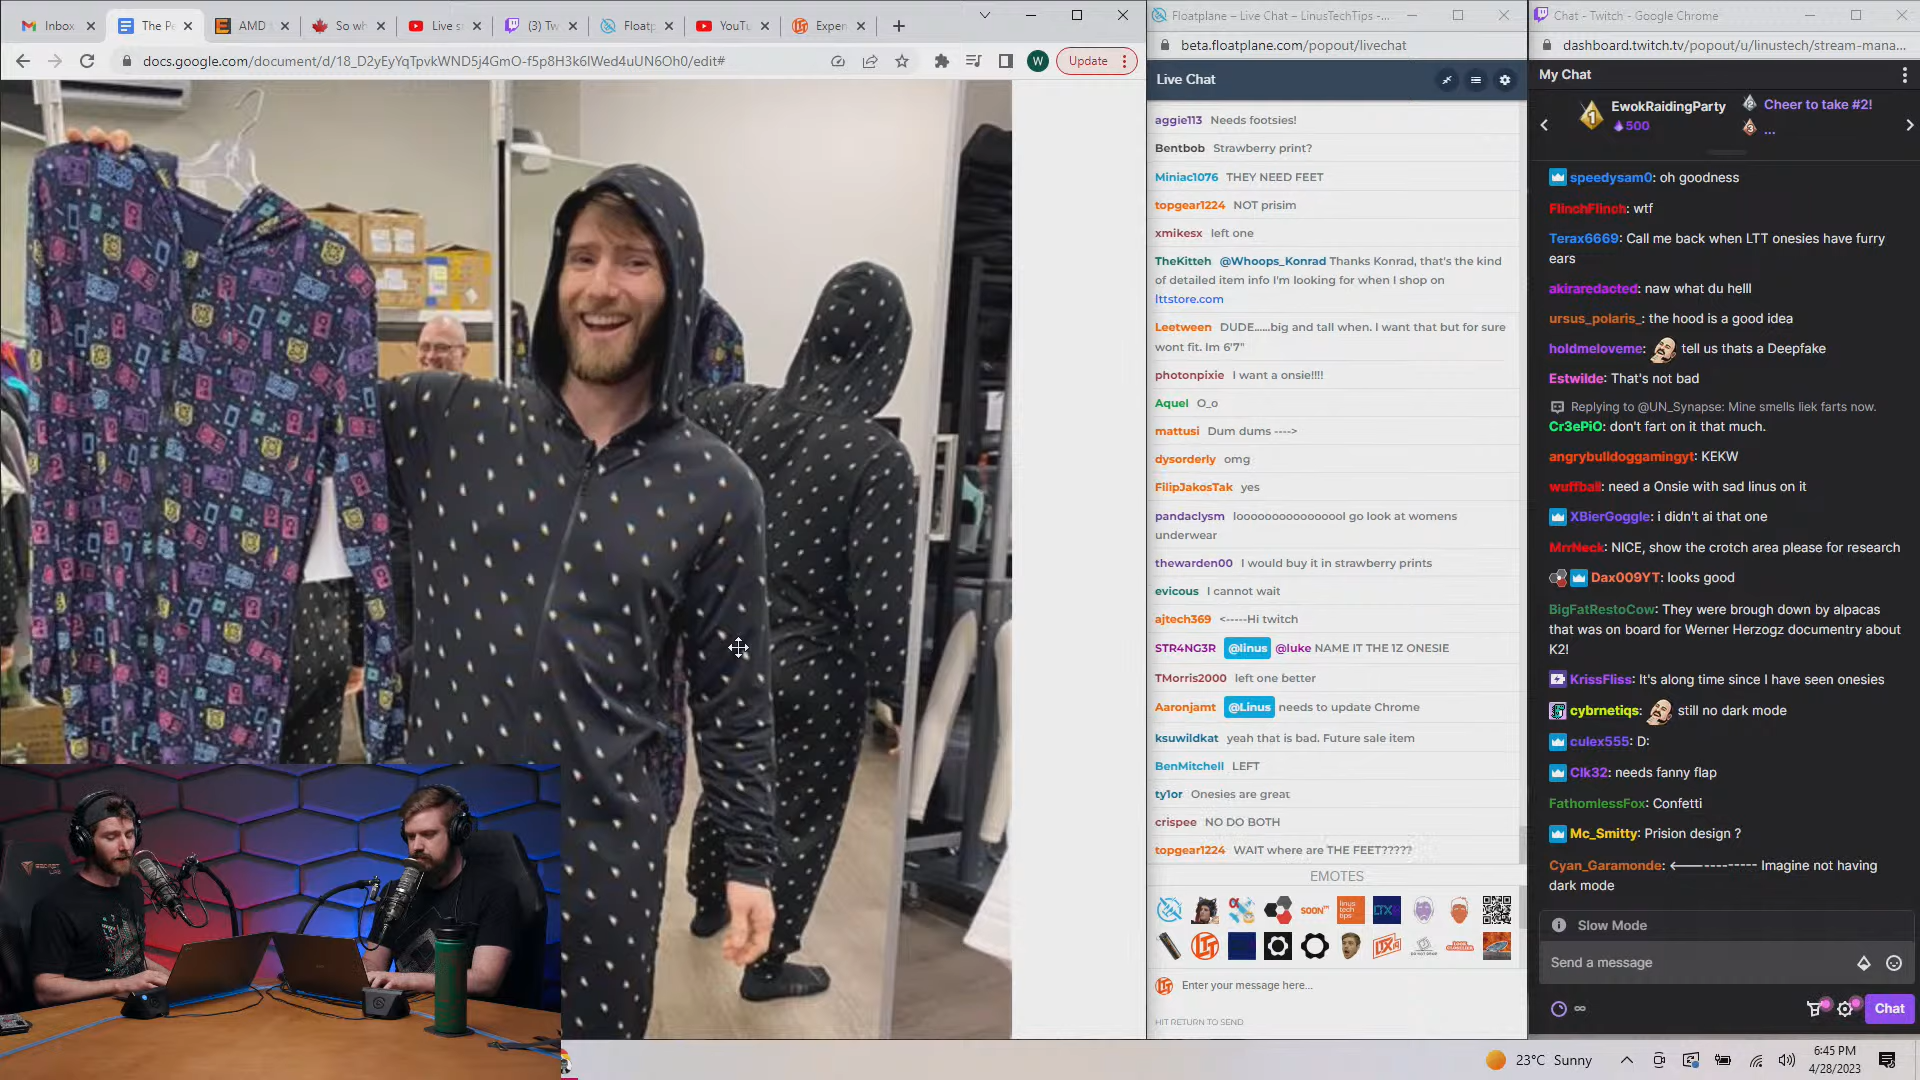 Inbox
The Pe
AMD
So wh
Live s
(3) Tw
Floatp
YouTu
Expen
docs.google.com/document/d/18_D2yEyYqTpvkWND5j4GmO-f5p8H3k6lWed4uUN6Oh0/edit#
W
Update
Floatplane – Live Chat – LinusTechTips -...
beta.floatplane.com/popout/livechat
Live Chat
aggie113 Needs footsies!
Bentbob Strawberry print?
Miniac1076 THEY NEED FEET
topgear1224 NOT prisim
xmikesx left one
TheKitteh @Whoops_Konrad Thanks Konrad, that's the kind
of detailed item info I'm looking for when I shop on
lttstore.com
Leetween DUDE......big and tall when. I want that but for sure
wont fit. Im 6'7"
photonpixie I want a onsie!!!!
Aquel O_o
mattusi Dum dums ---->
dysorderly omg
FilipJakosTak yes
pandaclysm looooooooooooool go look at womens
underwear
thewarden00 I would buy it in strawberry prints
evicous I cannot wait
ajtech369 <-----Hi twitch
STR4NG3R @linus @luke NAME IT THE 1Z ONESIE
TMorris2000 left one better
Aaronjamt @Linus needs to update Chrome
ksuwildkat yeah that is bad. Future sale item
BenMitchell LEFT
ty1or Onesies are great
crispee NO DO BOTH
topgear1224 WAIT where are THE FEET?????
EMOTES
SOON™
linus
tech
tips
LTX
Enter your message here...
HIT RETURN TO SEND
Chat - Twitch - Google Chrome
dashboard.twitch.tv/popout/u/linustech/stream-mana...
My Chat
1
EwokRaidingParty
500
2
Cheer to take #2!
3
...
speedysam0: oh goodness
FlinchFlinch: wtf
Terax6669: Call me back when LTT onesies have furry
ears
akiraredacted: naw what du helll
ursus_polaris_: the hood is a good idea
holdmeloveme: tell us thats a Deepfake
Estwilde: That's not bad
Replying to @UN_Synapse: Mine smells liek farts now.
Cr3ePiO: don't fart on it that much.
angrybulldoggamingyt: KEKW
wuffball: need a Onsie with sad linus on it
XBierGoggle: i didn't ai that one
MrrNeck: NICE, show the crotch area please for research
Dax009YT: looks good
BigFatRestoCow: They were brough down by alpacas
that was on board for Werner Herzogz documentry about
K2!
KrissFliss: It's along time since I have seen onesies
cybrnetiqs: still no dark mode
culex555: D:
Clk32: needs fanny flap
FathomlessFox: Confetti
Mc_Smitty: Prision design ?
Cyan_Garamonde: <----------- Imagine not having
dark mode
Slow Mode
Send a message
Chat
23°C Sunny
6:45 PM
4/28/2023